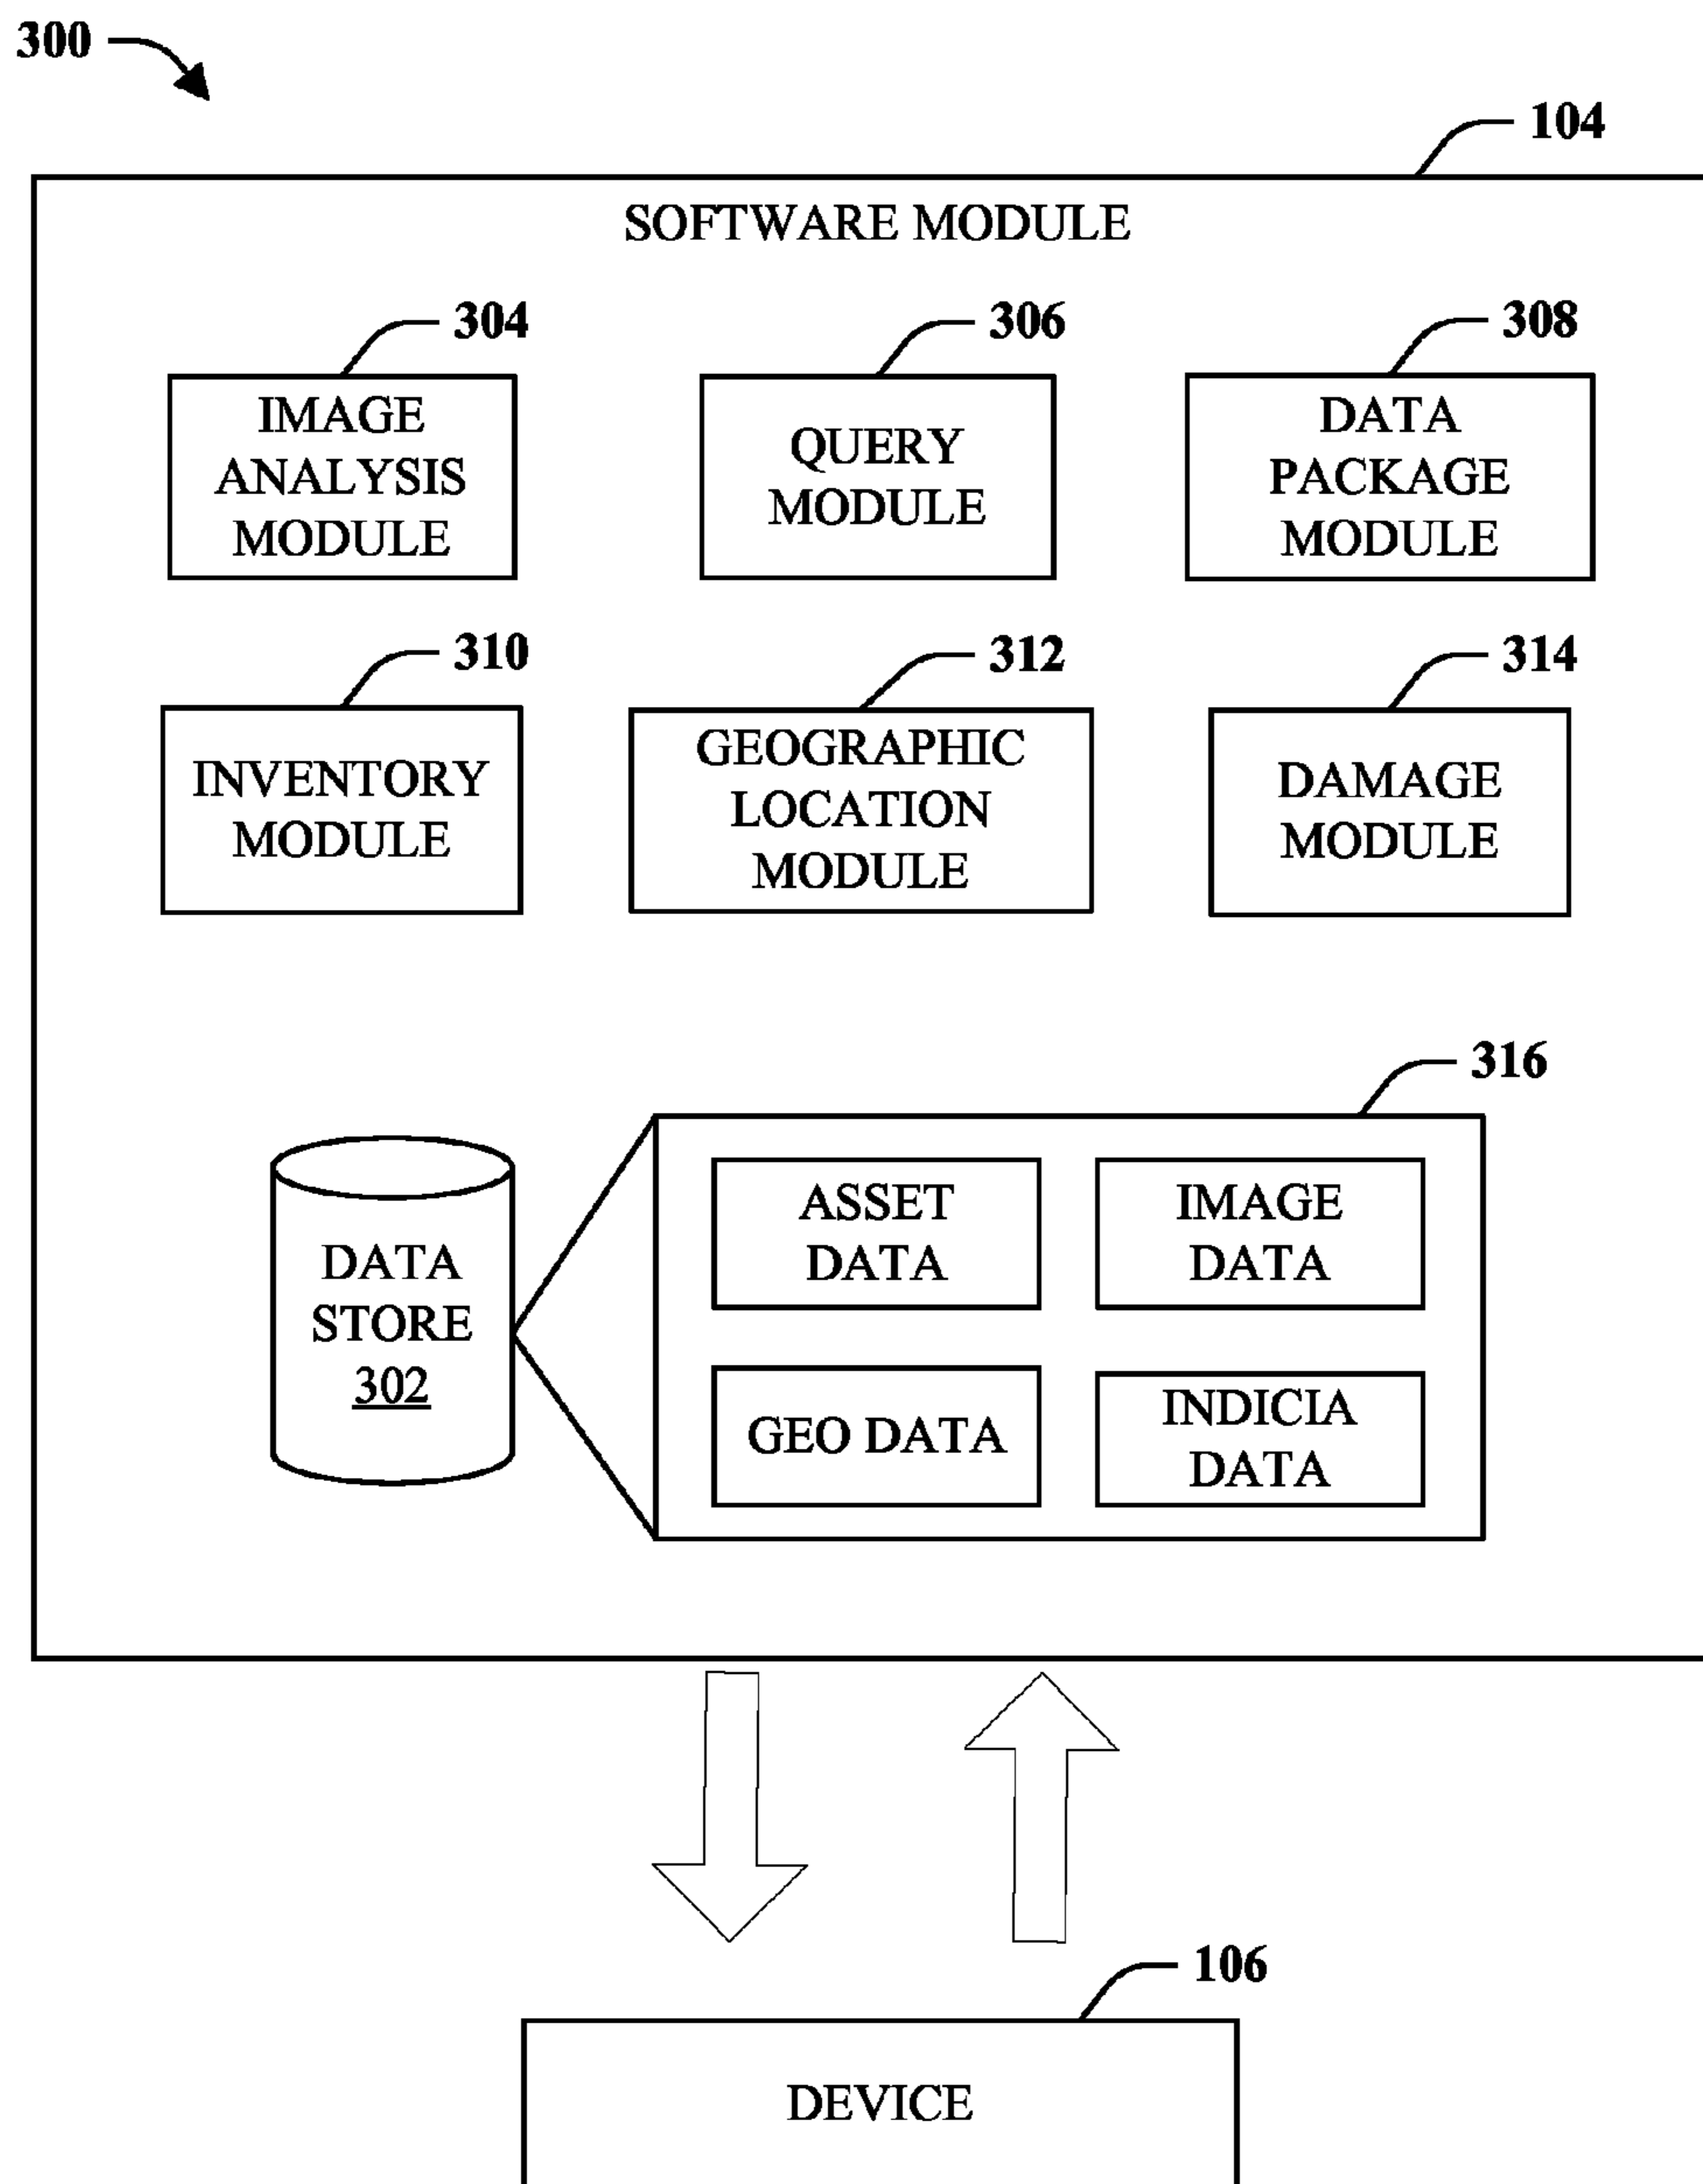 300
104
SOFTWARE MODULE
304
306
308
IMAGE
ANALYSIS
MODULE
QUERY
MODULE
DATA
PACKAGE
MODULE
310
312
314
INVENTORY
MODULE
GEOGRAPHIC
LOCATION
MODULE
DAMAGE
MODULE
316
DATA
STORE
302
ASSET
DATA
IMAGE
DATA
GEO DATA
INDICIA
DATA
106
DEVICE